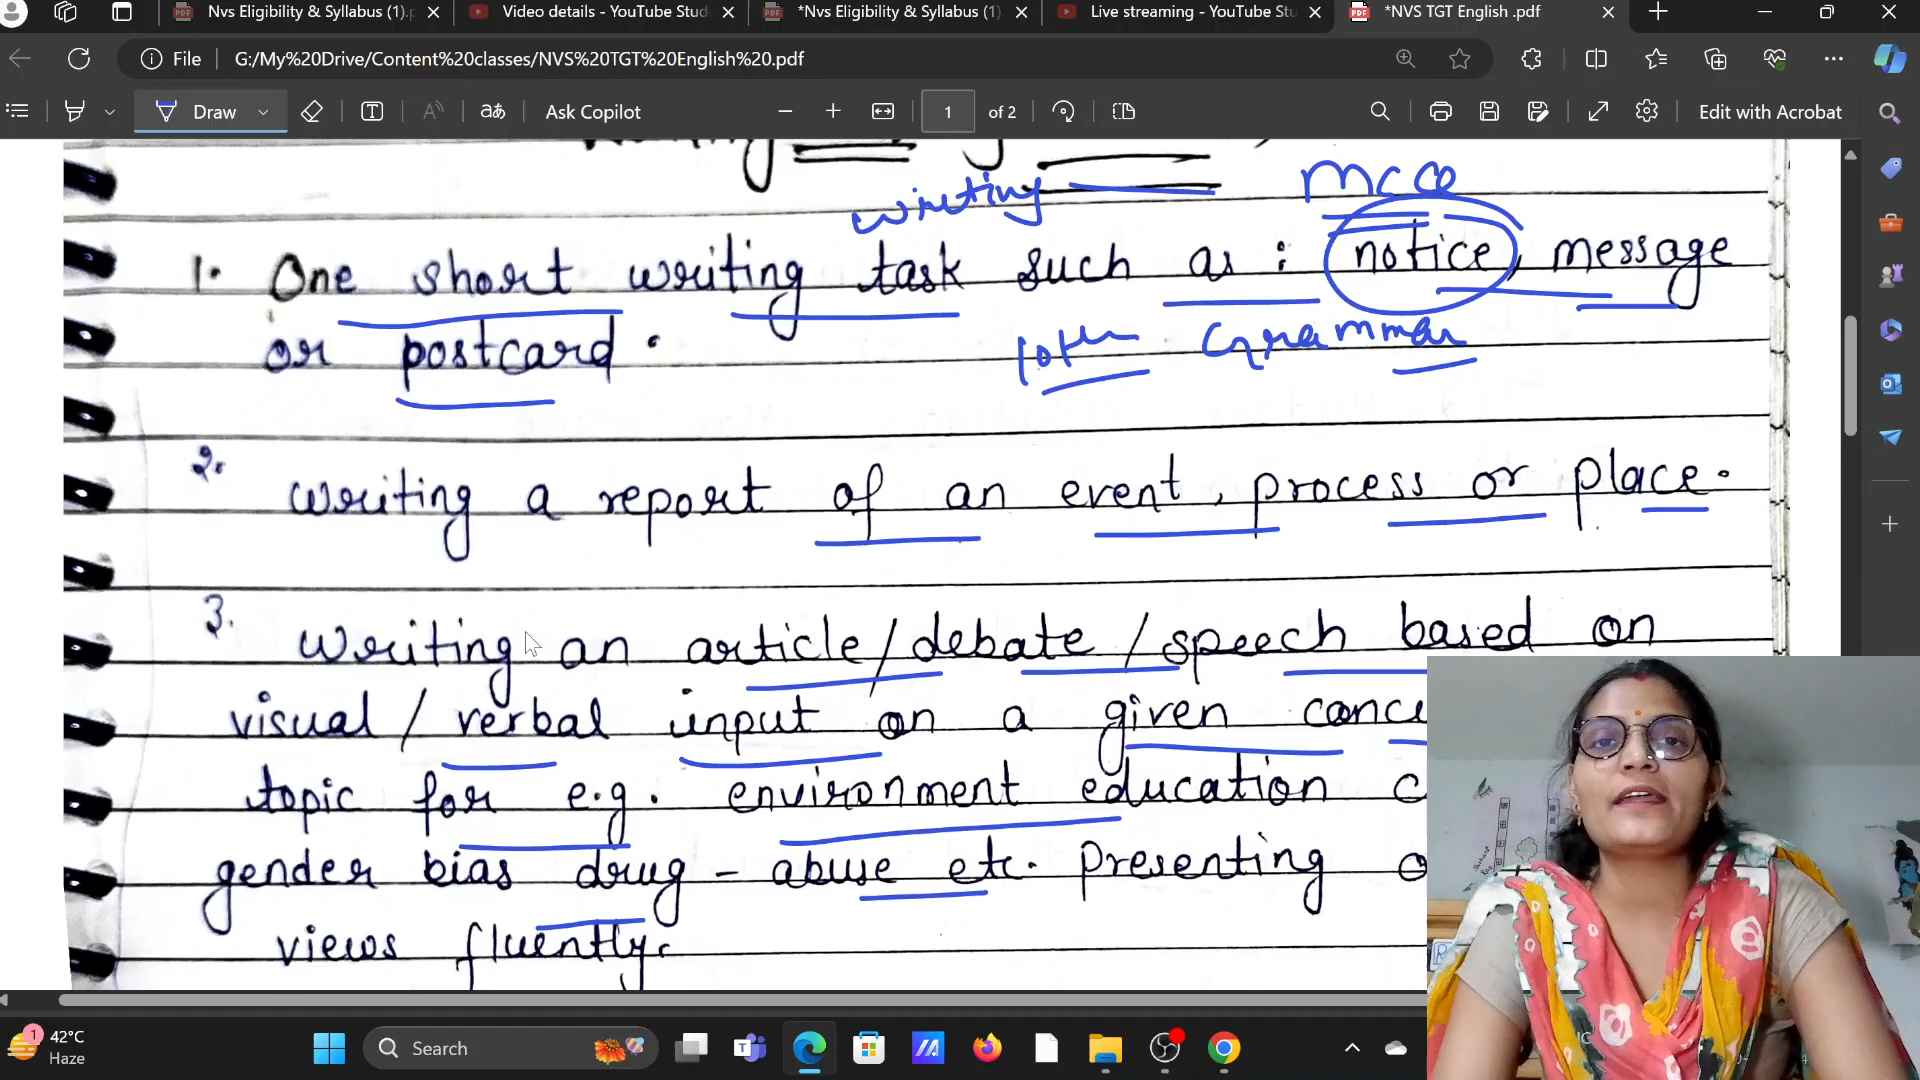 Nvs Eligibility & Syllabus (1).p
Video details - YouTube Stud
*Nvs Eligibility & Syllabus (1).
Live streaming - YouTube Stu
*NVS TGT English .pdf
File
G:/My%20Drive/Content%20classes/NVS%20TGT%20English%20.pdf
Draw
Ask Copilot
1
of 2
Edit with Acrobat
MCQ
writing
1. One short writing task such as : notice, message
or postcard.
10th Grammar
2. Writing a report of an event, process or place.
3. Writing an article/debate/speech based on
visual/verbal input on a given
topic for e.g. environment education
gender bias drug - abuse etc. Presenting
views fluently.
1
42°C
Haze
Search